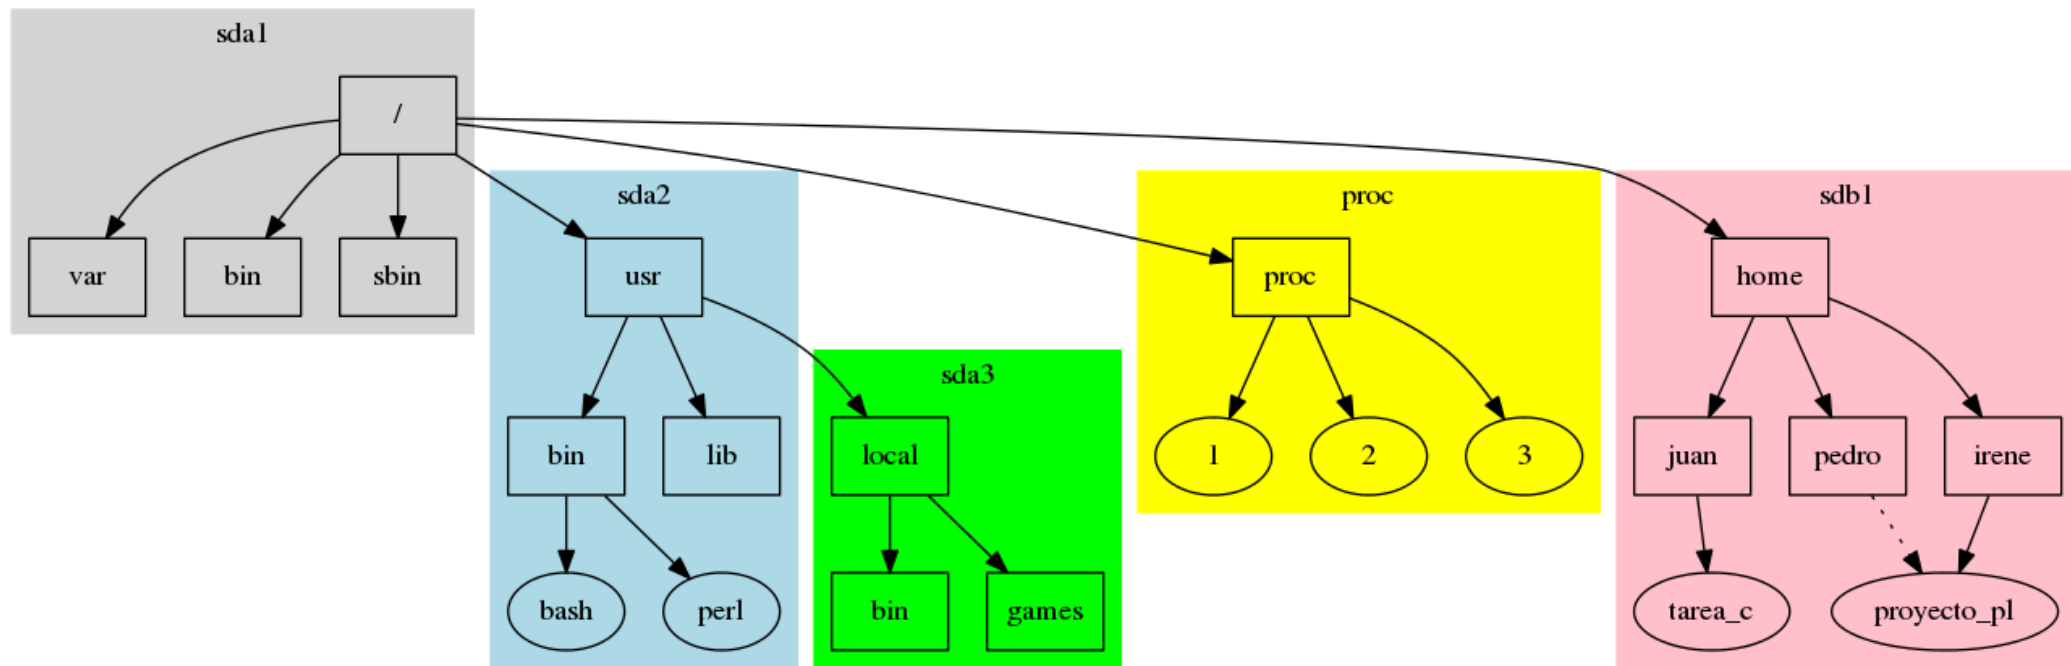 sda1
/
sda2
proc
sdb1
var
bin
sbin
usr
proc
home
sda3
bin
lib
local
1
2
3
juan
pedro
irene
bash
perl
bin
games
tarea_c
proyecto_pl